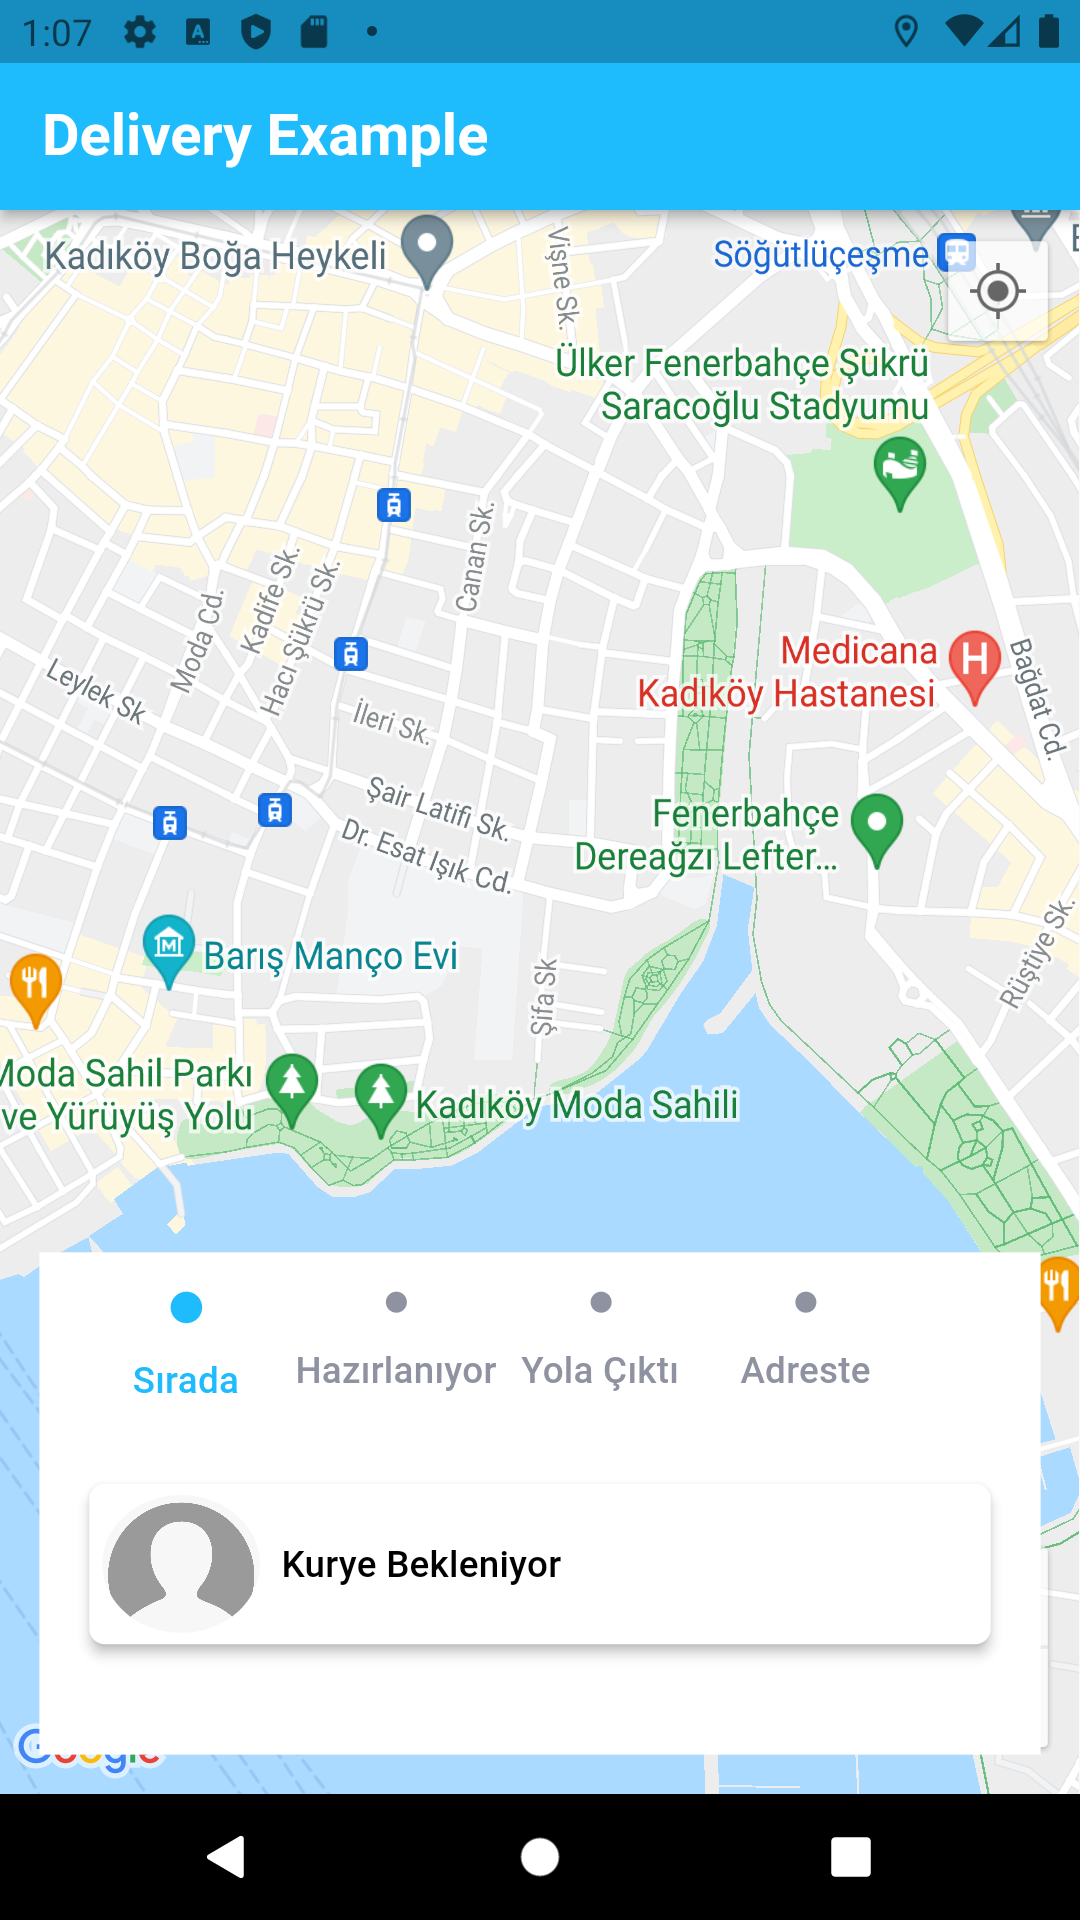 1:07
Delivery Example
Kadıköy Boğa Heykeli
Vişne Sk.
Söğütlüçeşme
Ülker Fenerbahçe Şükrü
Saracoğlu Stadyumu
Canan Sk.
Kadife Sk.
Hacı Şükrü Sk.
Moda Cd.
Leylek Sk
Medicana
Kadıköy Hastanesi
H
Bağdat Cd.
İleri Sk.
Şair Latifi Sk.
Dr. Esat Işık Cd.
Fenerbahçe
Dereağzı Lefter...
Barış Manço Evi
Şifa Sk
Rüştiye Sk.
Moda Sahil Parkı
ve Yürüyüş Yolu
Kadıköy Moda Sahili
Sırada
Hazırlanıyor
Yola Çıktı
Adreste
Kurye Bekleniyor
Google